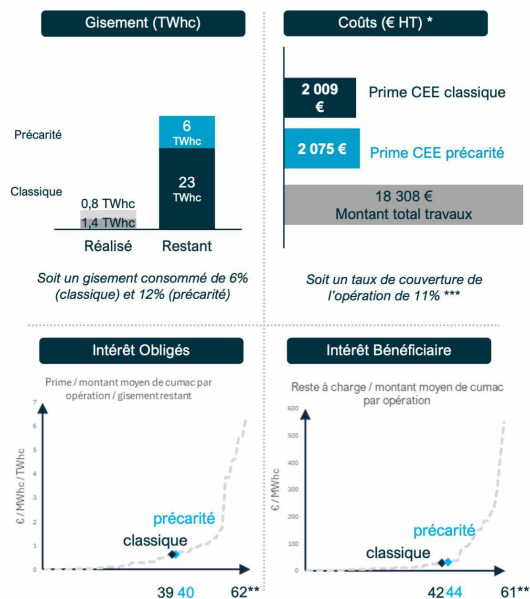 Gisement (TWhc)
Précarité
Classique
6
TWhc
23
TWhc
0,8 TWhc
1,4 TWhc
Réalisé
Restant
Soit un gisement consommé de 6%
(classique) et 12% (précarité)
Coûts (€ HT) *
2 009
€
Prime CEE classique
2 075 €
Prime CEE précarité
18 308 €
Montant total travaux
Soit un taux de couverture de
l'opération de 11% ***
Intérêt Obligés
Prime / montant moyen de cumac par
opération / gisement restant
€ / MWhc / TWhc
7
6
5
4
3
2
1
0
précarité
classique
39 40
62**
Intérêt Bénéficiaire
Reste à charge / montant moyen de cumac
par opération
€ / MWhc
600
500
400
300
200
100
0
précarité
classique
42 44
61**